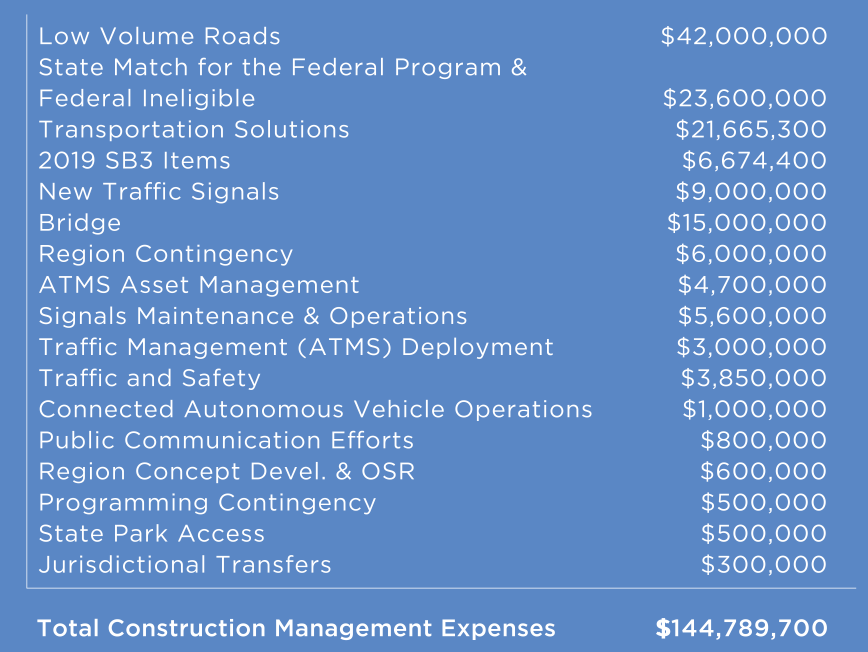 Low Volume Roads $42,000,000
State Match for the Federal Program &
Federal Ineligible $23,600,000
Transportation Solutions $21,665,300
2019 SB3 Items $6,674,400
New Traffic Signals $9,000,000
Bridge $15,000,000
Region Contingency $6,000,000
ATMS Asset Management $4,700,000
Signals Maintenance & Operations $5,600,000
Traffic Management (ATMS) Deployment $3,000,000
Traffic and Safety $3,850,000
Connected Autonomous Vehicle Operations $1,000,000
Public Communication Efforts $800,000
Region Concept Devel. & OSR $600,000
Programming Contingency $500,000
State Park Access $500,000
Jurisdictional Transfers $300,000
Total Construction Management Expenses $144,789,700